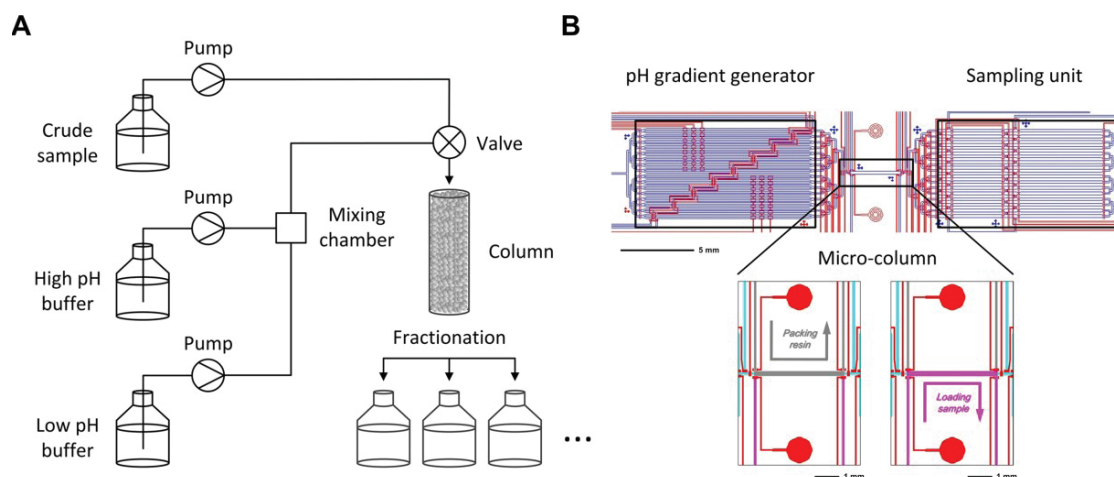 A
Pump
Crude
sample
Valve
Pump
Mixing
chamber
Column
High pH
buffer
Pump
Fractionation
Low pH
buffer
...
B
pH gradient generator
Sampling unit
5 mm
Micro-column
Packing
resin
Loading
sample
1 mm
1 mm